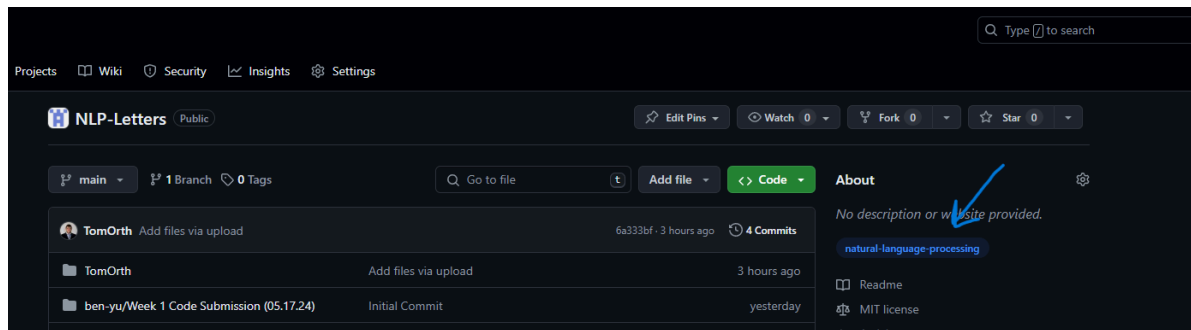 Type / to search
Projects Wiki Security Insights Settings
NLP-Letters Public Edit Pins Watch 0 Fork 0 Star 0
main 1 Branch 0 Tags Go to file t Add file Code About
No description or website provided.
TomOrth Add files via upload 6a333bf · 3 hours ago 4 Commits
natural-language-processing
TomOrth Add files via upload 3 hours ago
Readme
ben-yu/Week 1 Code Submission (05.17.24) Initial Commit yesterday
MIT license